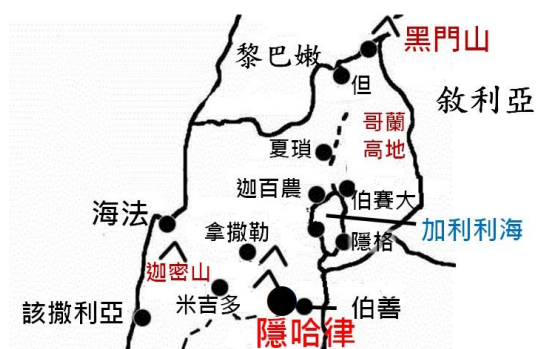 黑門山
黎巴嫩
但
敘利亞
哥蘭
高地
夏瑣
迦百農
伯賽大
海法
拿撒勒
加利利海
隱格
迦密山
米吉多
伯善
該撒利亞
隱哈律